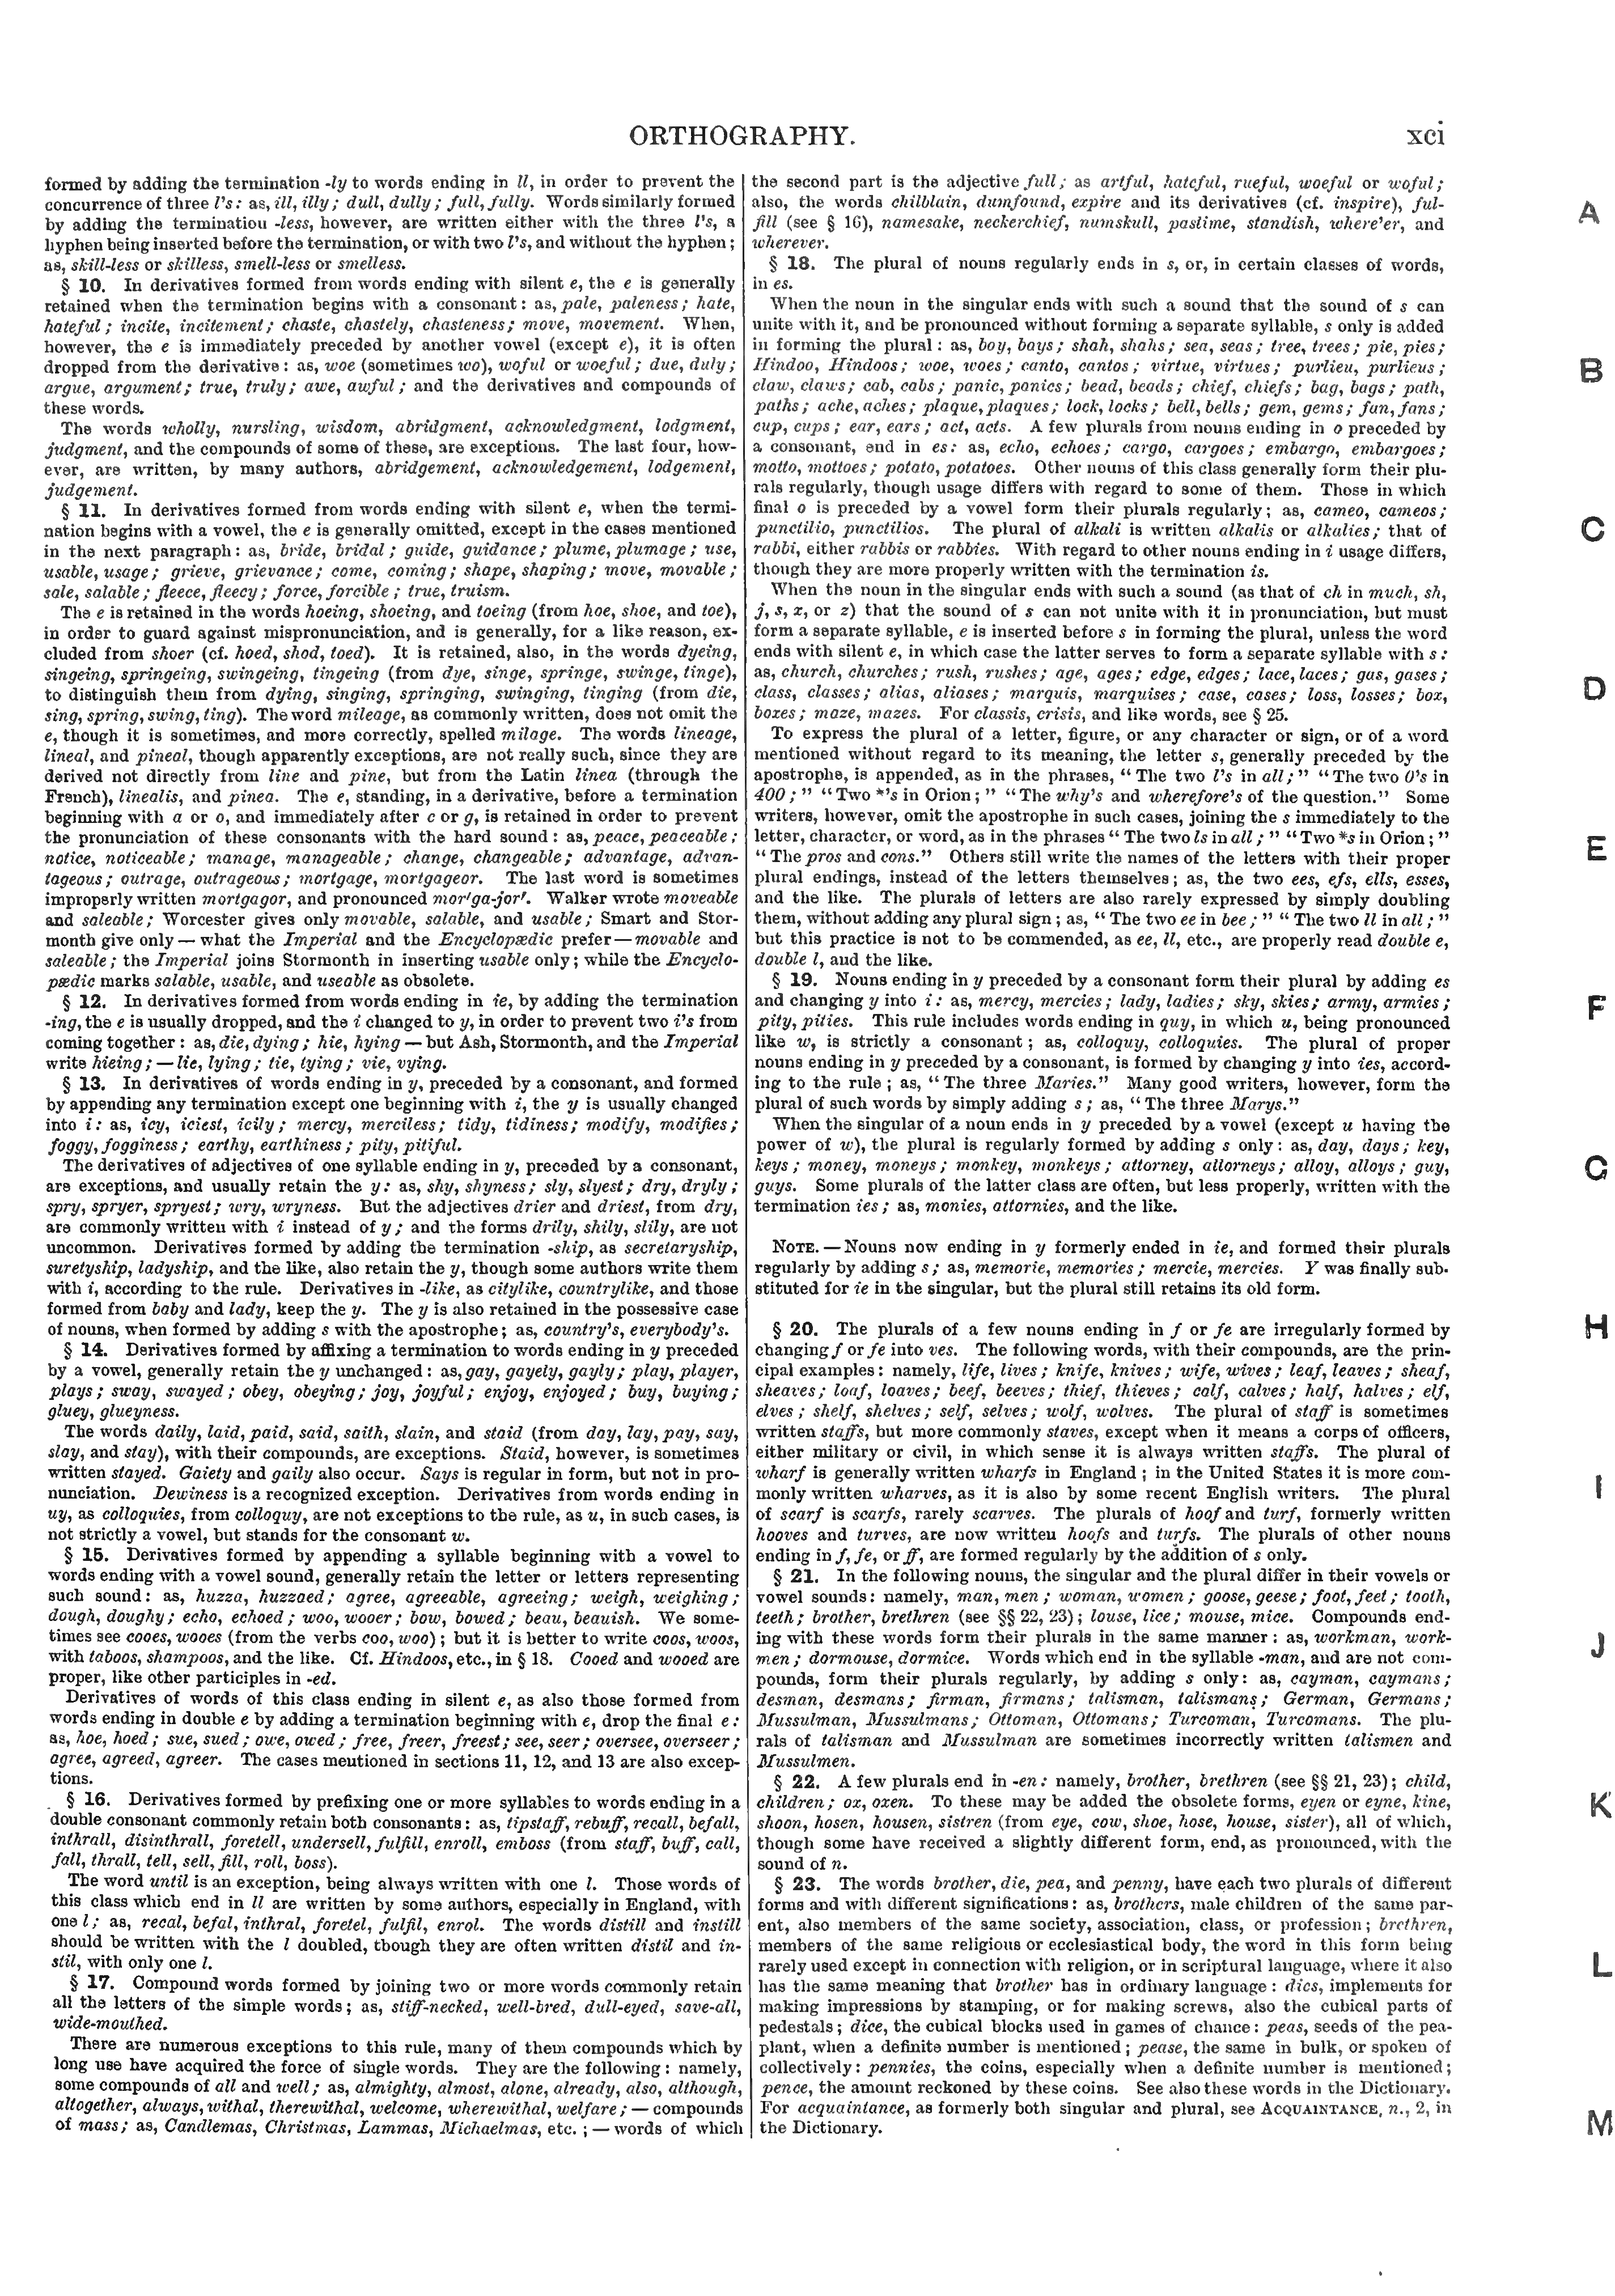 ORTHOGRAPHY.
xci
formed by adding the termination -ly to words ending in ll, in order to prevent the
concurrence of three l's: as, ill, illy; dull, dully; full, fully. Words similarly formed
by adding the termination -less, however, are written either with the three l's, a
hyphen being inserted before the termination, or with two l's, and without the hyphen;
as, skill-less or skilless, smell-less or smelless.
§ 10. In derivatives formed from words ending with silent e, the e is generally
retained when the termination begins with a consonant: as, pale, paleness; hate,
hateful; incite, incitement; chaste, chastely, chasteness; move, movement. When,
however, the e is immediately preceded by another vowel (except e), it is often
dropped from the derivative: as, woe (sometimes wo), woful or woeful; due, duly;
argue, argument; true, truly; awe, awful; and the derivatives and compounds of
these words.
The words wholly, nursling, wisdom, abridgment, acknowledgment, lodgment,
judgment, and the compounds of some of these, are exceptions. The last four, how-
ever, are written, by many authors, abridgement, acknowledgement, lodgement,
judgement.
§ 11. In derivatives formed from words ending with silent e, when the termi-
nation begins with a vowel, the e is generally omitted, except in the cases mentioned
in the next paragraph: as, bride, bridal; guide, guidance; plume, plumage; use,
usable, usage; grieve, grievance; come, coming; shape, shaping; move, movable;
sale, salable; fleece, fleecy; force, forcible; true, truism.
The e is retained in the words hoeing, shoeing, and toeing (from hoe, shoe, and toe),
in order to guard against mispronunciation, and is generally, for a like reason, ex-
cluded from shoer (cf. hoed, shod, toed). It is retained, also, in the words dyeing,
singeing, springeing, swingeing, tingeing (from dye, singe, springe, swinge, tinge),
to distinguish them from dying, singing, springing, swinging, tinging (from die,
sing, spring, swing, ting). The word mileage, as commonly written, does not omit the
e, though it is sometimes, and more correctly, spelled milage. The words lineage,
lineal, and pineal, though apparently exceptions, are not really such, since they are
derived not directly from line and pine, but from the Latin linea (through the
French), linealis, and pinea. The e, standing, in a derivative, before a termination
beginning with a or o, and immediately after c or g, is retained in order to prevent
the pronunciation of these consonants with the hard sound: as, peace, peaceable;
notice, noticeable; manage, manageable; change, changeable; advantage, advan-
tageous; outrage, outrageous; mortgage, mortgageor. The last word is sometimes
improperly written mortgagor, and pronounced mor'ga-jor'. Walker wrote moveable
and saleable; Worcester gives only movable, salable, and usable; Smart and Stor-
month give only — what the Imperial and the Encyclopædic prefer — movable and
saleable; the Imperial joins Stormonth in inserting usable only; while the Encyclo-
pædic marks salable, usable, and useable as obsolete.
§ 12. In derivatives formed from words ending in ie, by adding the termination
-ing, the e is usually dropped, and the i changed to y, in order to prevent two i's from
coming together: as, die, dying; hie, hying — but Ash, Stormonth, and the Imperial
write hieing; — lie, lying; tie, tying; vie, vying.
§ 13. In derivatives of words ending in y, preceded by a consonant, and formed
by appending any termination except one beginning with i, the y is usually changed
into i: as, icy, iciest, icily; mercy, merciless; tidy, tidiness; modify, modifies;
foggy, fogginess; earthy, earthiness; pity, pitiful.
The derivatives of adjectives of one syllable ending in y, preceded by a consonant,
are exceptions, and usually retain the y: as, shy, shyness; sly, slyest; dry, dryly;
spry, spryer, spryest; wry, wryness. But the adjectives drier and driest, from dry,
are commonly written with i instead of y; and the forms drily, shily, slily, are not
uncommon. Derivatives formed by adding the termination -ship, as secretaryship,
suretyship, ladyship, and the like, also retain the y, though some authors write them
with i, according to the rule. Derivatives in -like, as citylike, countrylike, and those
formed from baby and lady, keep the y. The y is also retained in the possessive case
of nouns, when formed by adding s with the apostrophe; as, country's, everybody's.
§ 14. Derivatives formed by affixing a termination to words ending in y preceded
by a vowel, generally retain the y unchanged: as, gay, gayely, gayly; play, player,
plays; sway, swayed; obey, obeying; joy, joyful; enjoy, enjoyed; buy, buying;
gluey, glueyness.
The words daily, laid, paid, said, saith, slain, and staid (from day, lay, pay, say,
slay, and stay), with their compounds, are exceptions. Staid, however, is sometimes
written stayed. Gaiety and gaily also occur. Says is regular in form, but not in pro-
nunciation. Dewiness is a recognized exception. Derivatives from words ending in
uy, as colloquies, from colloquy, are not exceptions to the rule, as u, in such cases, is
not strictly a vowel, but stands for the consonant w.
§ 15. Derivatives formed by appending a syllable beginning with a vowel to
words ending with a vowel sound, generally retain the letter or letters representing
such sound: as, huzza, huzzaed; agree, agreeable, agreeing; weigh, weighing;
dough, doughy; echo, echoed; woo, wooer; bow, bowed; beau, beauish. We some-
times see cooes, wooes (from the verbs coo, woo); but it is better to write coos, woos,
with taboos, shampoos, and the like. Cf. Hindoos, etc., in § 18. Cooed and wooed are
proper, like other participles in -ed.
Derivatives of words of this class ending in silent e, as also those formed from
words ending in double e by adding a termination beginning with e, drop the final e:
as, hoe, hoed; sue, sued; owe, owed; free, freer, freest; see, seer; oversee, overseer;
agree, agreed, agreer. The cases mentioned in sections 11, 12, and 13 are also excep-
tions.
§ 16. Derivatives formed by prefixing one or more syllables to words ending in a
double consonant commonly retain both consonants: as, tipstaff, rebuff, recall, befall,
inthrall, disinthrall, foretell, undersell, fulfill, enroll, emboss (from staff, buff, call,
fall, thrall, tell, sell, fill, roll, boss).
The word until is an exception, being always written with one l. Those words of
this class which end in ll are written by some authors, especially in England, with
one l; as, recal, befal, inthral, foretel, fulfil, enrol. The words distill and instill
should be written with the l doubled, though they are often written distil and in-
stil, with only one l.
§ 17. Compound words formed by joining two or more words commonly retain
all the letters of the simple words; as, stiff-necked, well-bred, dull-eyed, save-all,
wide-mouthed.
There are numerous exceptions to this rule, many of them compounds which by
long use have acquired the force of single words. They are the following: namely,
some compounds of all and well; as, almighty, almost, alone, already, also, although,
altogether, always, withal, therewithal, welcome, wherewithal, welfare; — compounds
of mass; as, Candlemas, Christmas, Lammas, Michaelmas, etc.; — words of which
the second part is the adjective full; as artful, hateful, rueful, woeful or woful;
also, the words chilblain, dumfound, expire and its derivatives (cf. inspire), ful-
fill (see § 16), namesake, neckerchief, numskull, pastime, standish, where'er, and
wherever.
§ 18. The plural of nouns regularly ends in s, or, in certain classes of words,
in es.
When the noun in the singular ends with such a sound that the sound of s can
unite with it, and be pronounced without forming a separate syllable, s only is added
in forming the plural: as, boy, boys; shah, shahs; sea, seas; tree, trees; pie, pies;
Hindoo, Hindoos; woe, woes; canto, cantos; virtue, virtues; purlieu, purlieus;
claw, claws; cab, cabs; panic, panics; bead, beads; chief, chiefs; bag, bags; path,
paths; ache, aches; plaque, plaques; lock, locks; bell, bells; gem, gems; fan, fans;
cup, cups; ear, ears; act, acts. A few plurals from nouns ending in o preceded by
a consonant, end in es: as, echo, echoes; cargo, cargoes; embargo, embargoes;
motto, mottoes; potato, potatoes. Other nouns of this class generally form their plu-
rals regularly, though usage differs with regard to some of them. Those in which
final o is preceded by a vowel form their plurals regularly; as, cameo, cameos;
punctilio, punctilios. The plural of alkali is written alkalis or alkalies; that of
rabbi, either rabbis or rabbies. With regard to other nouns ending in i usage differs,
though they are more properly written with the termination is.
When the noun in the singular ends with such a sound (as that of ch in much, sh,
j, s, x, or z) that the sound of s can not unite with it in pronunciation, but must
form a separate syllable, e is inserted before s in forming the plural, unless the word
ends with silent e, in which case the latter serves to form a separate syllable with s:
as, church, churches; rush, rushes; age, ages; edge, edges; lace, laces; gas, gases;
class, classes; alias, aliases; marquis, marquises; case, cases; loss, losses; box,
boxes; maze, mazes. For classis, crisis, and like words, see § 25.
To express the plural of a letter, figure, or any character or sign, or of a word
mentioned without regard to its meaning, the letter s, generally preceded by the
apostrophe, is appended, as in the phrases, “The two l's in all;” “The two 0's in
400;” “Two *'s in Orion;” “The why's and wherefore's of the question.” Some
writers, however, omit the apostrophe in such cases, joining the s immediately to the
letter, character, or word, as in the phrases “The two ls in all;” “Two *s in Orion;”
“The pros and cons.” Others still write the names of the letters with their proper
plural endings, instead of the letters themselves; as, the two ees, efs, ells, esses,
and the like. The plurals of letters are also rarely expressed by simply doubling
them, without adding any plural sign; as, “The two ee in bee;” “The two ll in all;”
but this practice is not to be commended, as ee, ll, etc., are properly read double e,
double l, and the like.
§ 19. Nouns ending in y preceded by a consonant form their plural by adding es
and changing y into i: as, mercy, mercies; lady, ladies; sky, skies; army, armies;
pity, pities. This rule includes words ending in quy, in which u, being pronounced
like w, is strictly a consonant; as, colloquy, colloquies. The plural of proper
nouns ending in y preceded by a consonant, is formed by changing y into ies, accord-
ing to the rule; as, “The three Maries.” Many good writers, however, form the
plural of such words by simply adding s; as, “The three Marys.”
When the singular of a noun ends in y preceded by a vowel (except u having the
power of w), the plural is regularly formed by adding s only: as, day, days; key,
keys; money, moneys; monkey, monkeys; attorney, attorneys; alloy, alloys; guy,
guys. Some plurals of the latter class are often, but less properly, written with the
termination ies; as, monies, attornies, and the like.
NOTE. — Nouns now ending in y formerly ended in ie, and formed their plurals
regularly by adding s; as, memorie, memories; mercie, mercies. Y was finally sub-
stituted for ie in the singular, but the plural still retains its old form.
§ 20. The plurals of a few nouns ending in f or fe are irregularly formed by
changing f or fe into ves. The following words, with their compounds, are the prin-
cipal examples: namely, life, lives; knife, knives; wife, wives; leaf, leaves; sheaf,
sheaves; loaf, loaves; beef, beeves; thief, thieves; calf, calves; half, halves; elf,
elves; shelf, shelves; self, selves; wolf, wolves. The plural of staff is sometimes
written staffs, but more commonly staves, except when it means a corps of officers,
either military or civil, in which sense it is always written staffs. The plural of
wharf is generally written wharfs in England; in the United States it is more com-
monly written wharves, as it is also by some recent English writers. The plural
of scarf is scarfs, rarely scarves. The plurals of hoof and turf, formerly written
hooves and turves, are now written hoofs and turfs. The plurals of other nouns
ending in f, fe, or ff, are formed regularly by the addition of s only.
§ 21. In the following nouns, the singular and the plural differ in their vowels or
vowel sounds: namely, man, men; woman, women; goose, geese; foot, feet; tooth,
teeth; brother, brethren (see §§ 22, 23); louse, lice; mouse, mice. Compounds end-
ing with these words form their plurals in the same manner: as, workman, work-
men; dormouse, dormice. Words which end in the syllable -man, and are not com-
pounds, form their plurals regularly, by adding s only: as, cayman, caymans;
desman, desmans; firman, firmans; talisman, talismans; German, Germans;
Mussulman, Mussulmans; Ottoman, Ottomans; Turcoman, Turcomans. The plu-
rals of talisman and Mussulman are sometimes incorrectly written talismen and
Mussulmen.
§ 22. A few plurals end in -en: namely, brother, brethren (see §§ 21, 23); child,
children; ox, oxen. To these may be added the obsolete forms, eyen or eyne, kine,
shoon, hosen, housen, sistren (from eye, cow, shoe, hose, house, sister), all of which,
though some have received a slightly different form, end, as pronounced, with the
sound of n.
§ 23. The words brother, die, pea, and penny, have each two plurals of different
forms and with different significations: as, brothers, male children of the same par-
ent, also members of the same society, association, class, or profession; brethren,
members of the same religious or ecclesiastical body, the word in this form being
rarely used except in connection with religion, or in scriptural language, where it also
has the same meaning that brother has in ordinary language: dies, implements for
making impressions by stamping, or for making screws, also the cubical parts of
pedestals; dice, the cubical blocks used in games of chance: peas, seeds of the pea-
plant, when a definite number is mentioned; pease, the same in bulk, or spoken of
collectively: pennies, the coins, especially when a definite number is mentioned;
pence, the amount reckoned by these coins. See also these words in the Dictionary.
For acquaintance, as formerly both singular and plural, see ACQUAINTANCE, n., 2, in
the Dictionary.
A
B
C
D
E
F
G
H
I
J
K
L
M